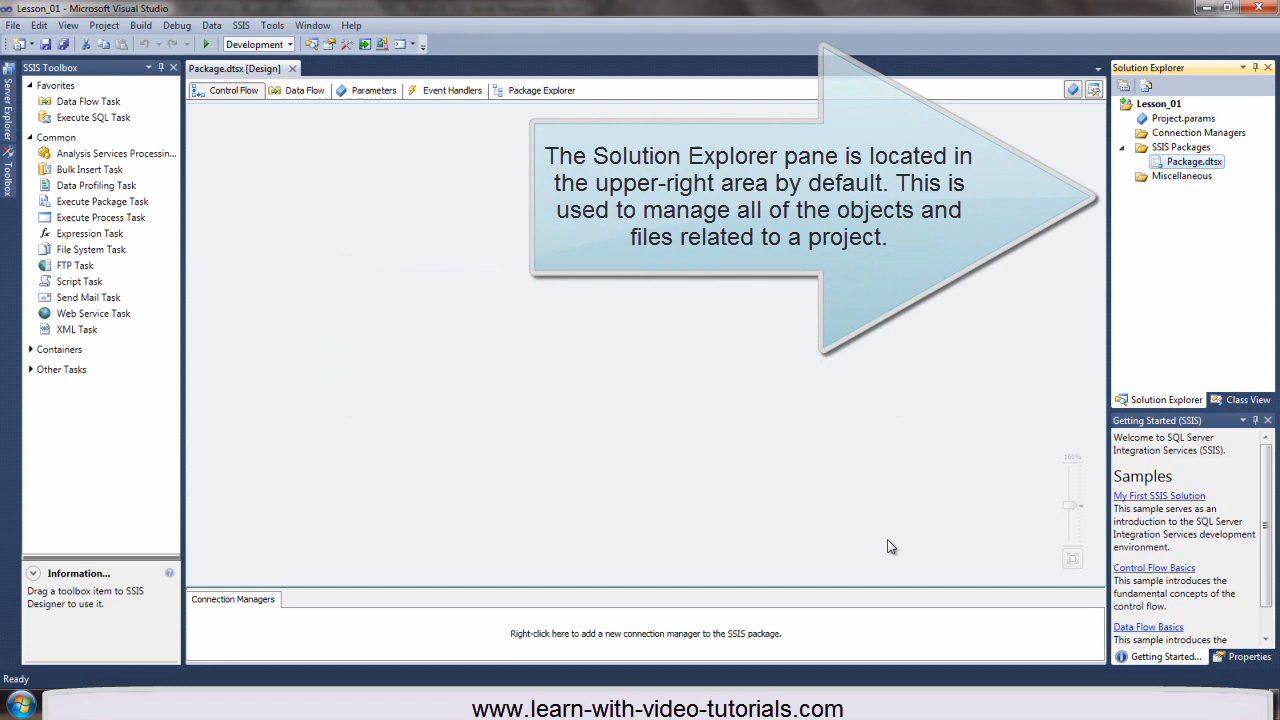 Lesson_01 - Microsoft Visual Studio
File Edit View Project Build Debug Data SSIS Tools Window Help
Development
Server Explorer
Toolbox
SSIS Toolbox
Favorites
Data Flow Task
Execute SQL Task
Common
Analysis Services Processin...
Bulk Insert Task
Data Profiling Task
Execute Package Task
Execute Process Task
Expression Task
File System Task
FTP Task
Script Task
Send Mail Task
Web Service Task
XML Task
Containers
Other Tasks
Information...
Drag a toolbox item to SSIS
Designer to use it.
Package.dtsx [Design]
Control Flow Data Flow Parameters Event Handlers Package Explorer
The Solution Explorer pane is located in
the upper-right area by default. This is
used to manage all of the objects and
files related to a project.
100%
Connection Managers
Right-click here to add a new connection manager to the SSIS package.
Solution Explorer
Lesson_01
Project.params
Connection Managers
SSIS Packages
Package.dtsx
Miscellaneous
Solution Explorer Class View
Getting Started (SSIS)
Welcome to SQL Server
Integration Services (SSIS).
Samples
My First SSIS Solution
This sample serves as an
introduction to the SQL Server
Integration Services development
environment.
Control Flow Basics
This sample introduces the
fundamental concepts of the
control flow.
Data Flow Basics
This sample introduces the
Getting Started... Properties
Ready
www.learn-with-video-tutorials.com